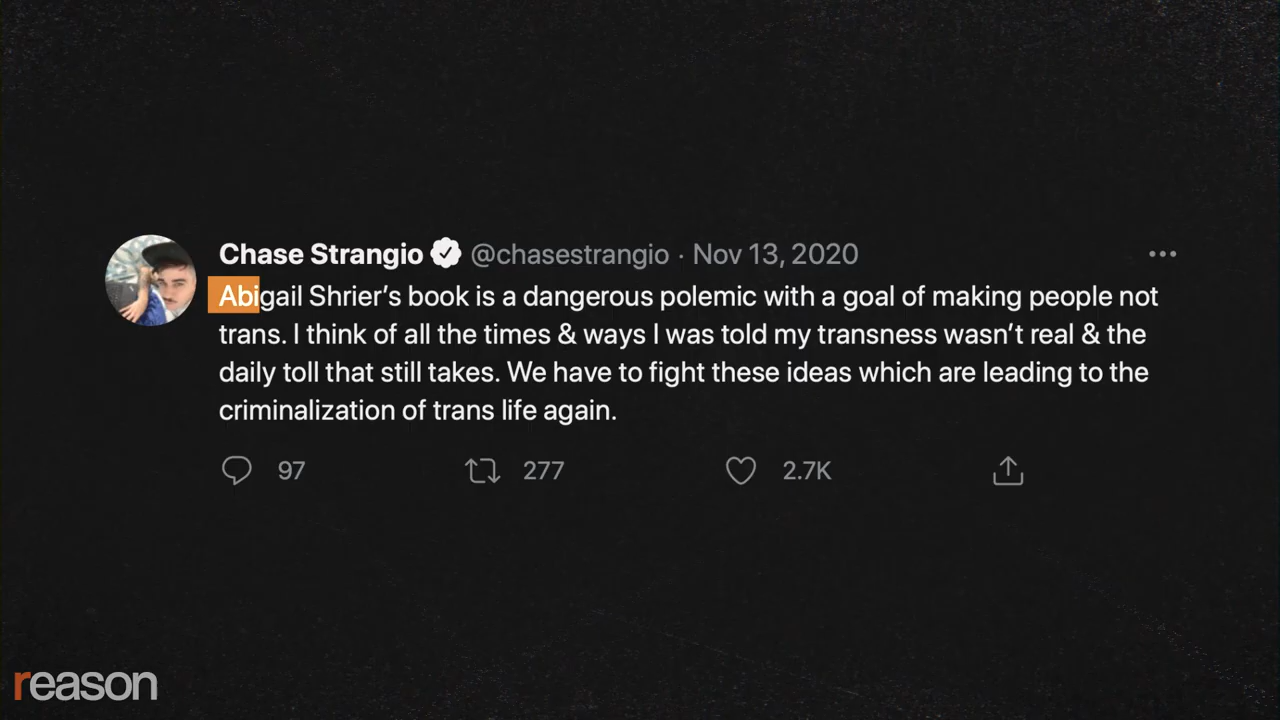 Chase Strangio @chasestrangio · Nov 13, 2020
Abigail Shrier’s book is a dangerous polemic with a goal of making people not
trans. I think of all the times & ways I was told my transness wasn’t real & the
daily toll that still takes. We have to fight these ideas which are leading to the
criminalization of trans life again.
97 277 2.7K
reason